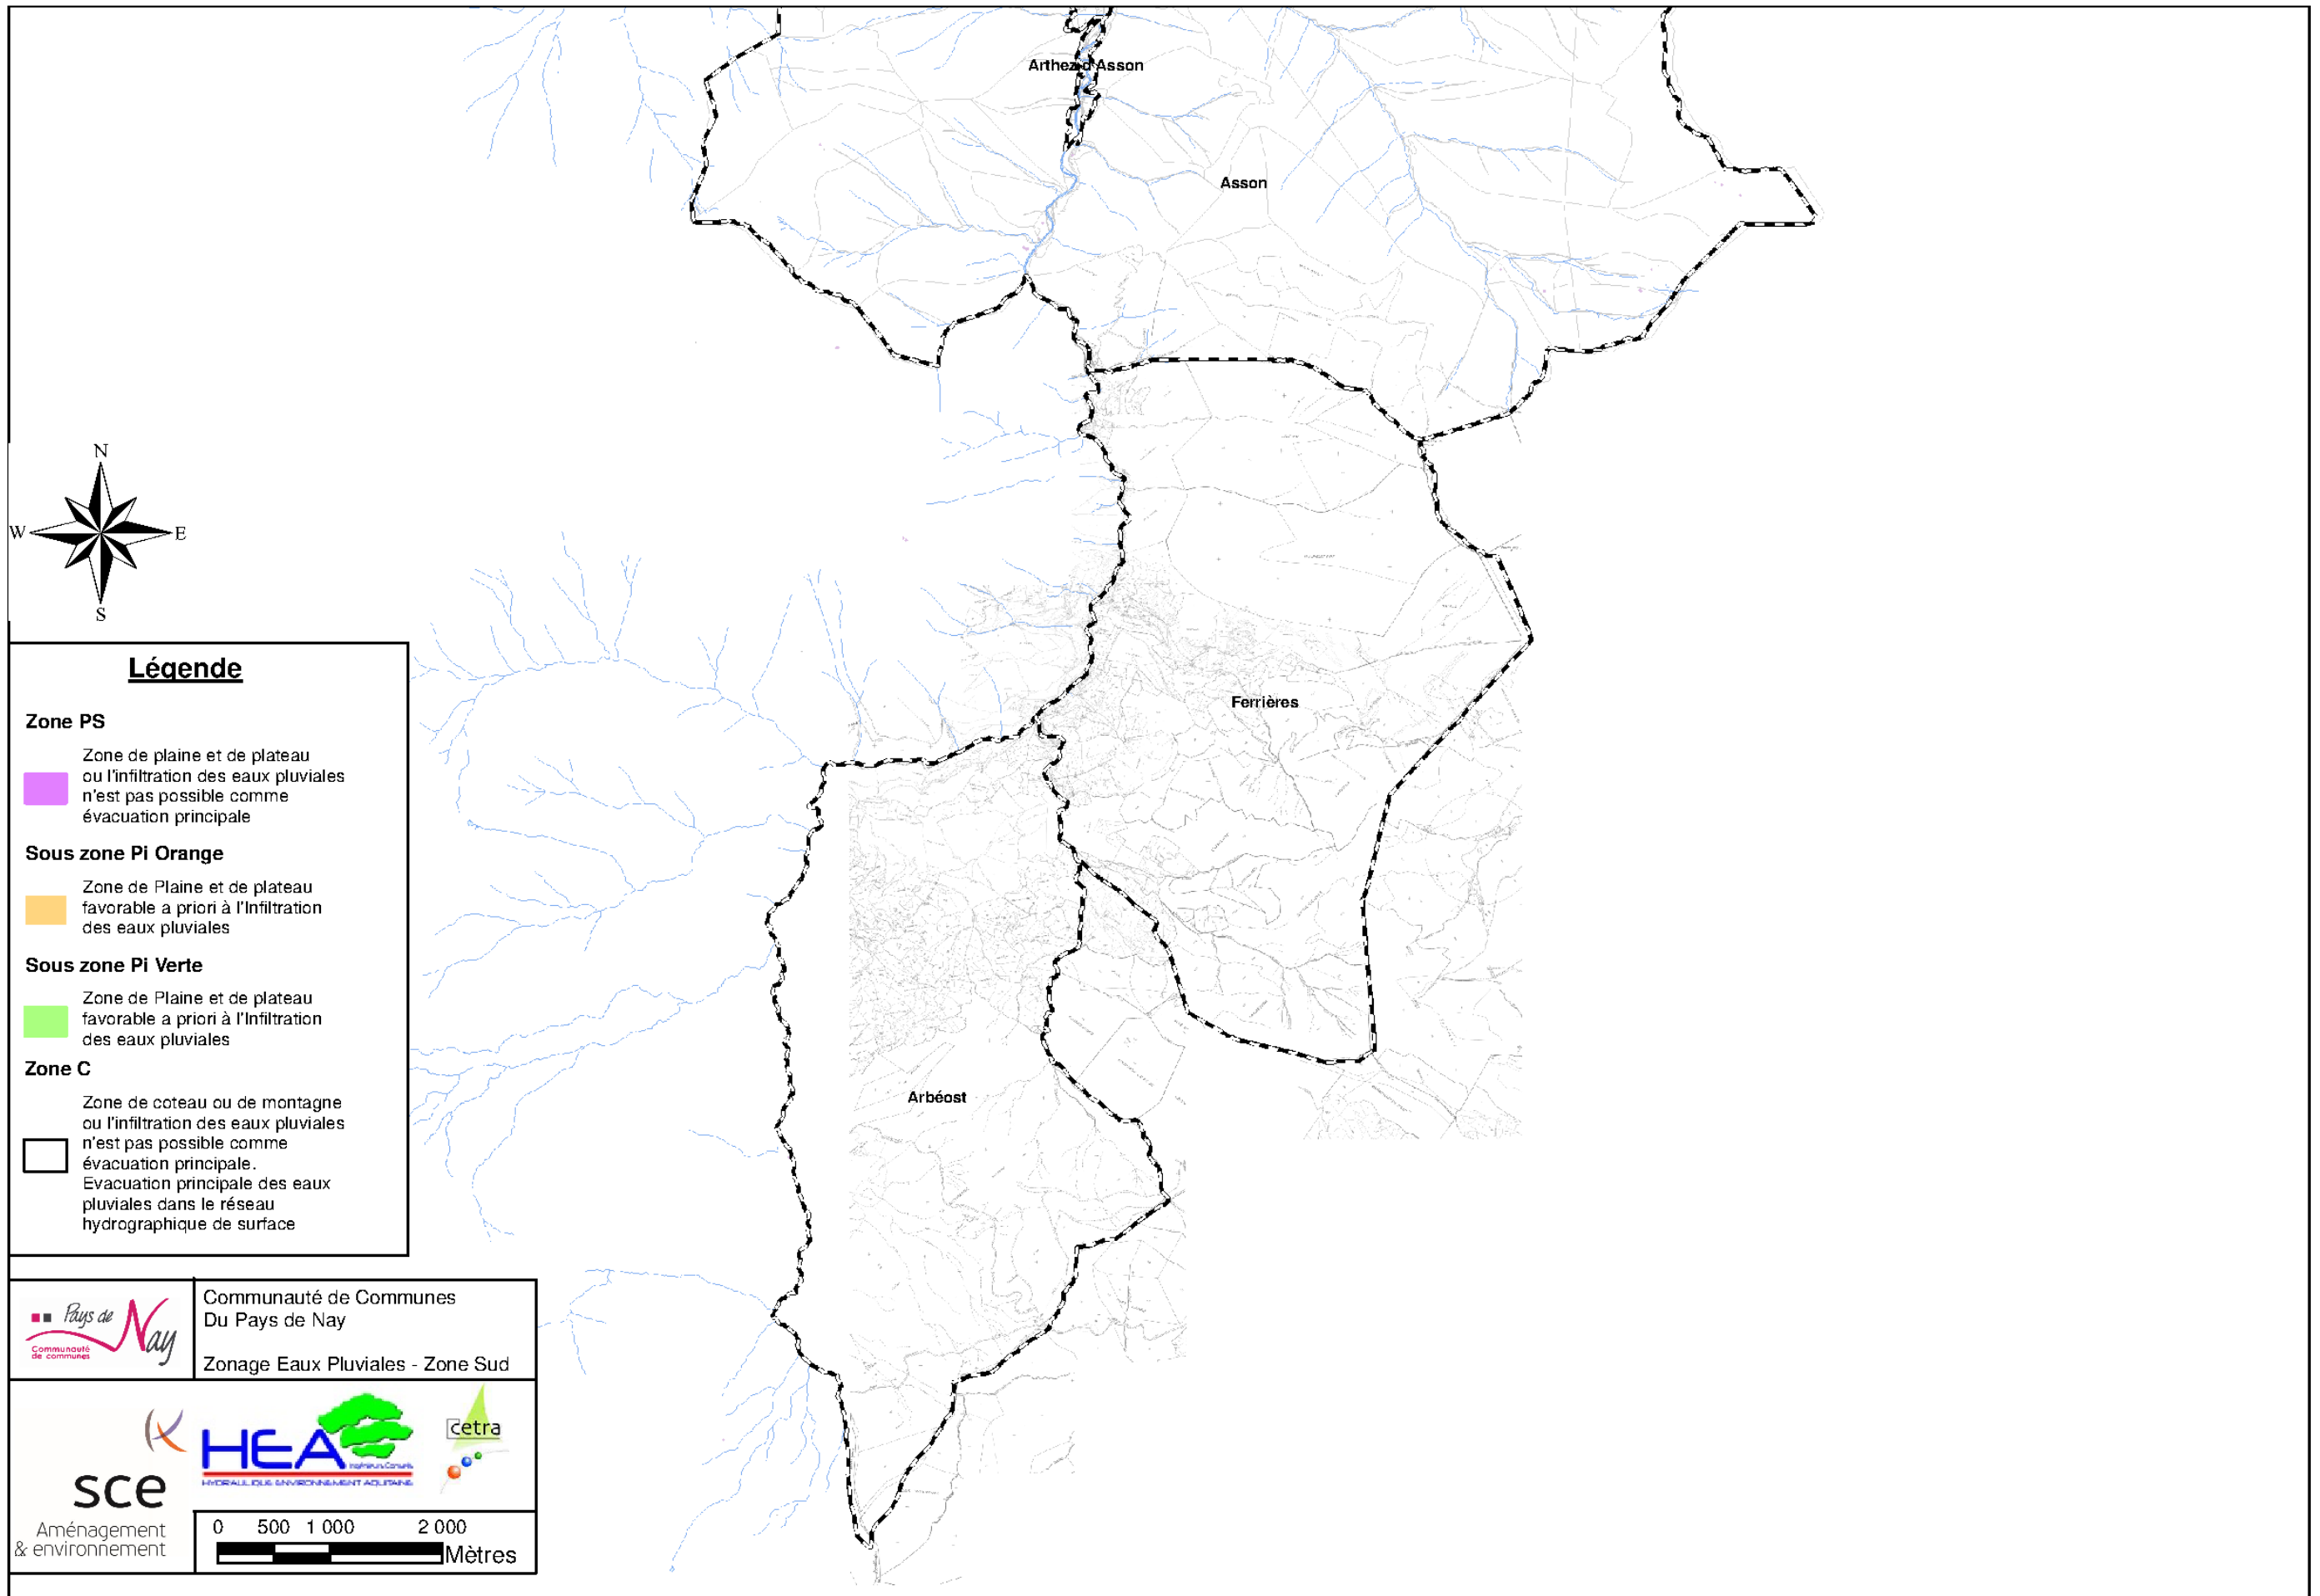 Arthez d'Asson
Asson
N
W
E
S
Ferrières
Arbéost
Légende
Zone PS
Zone de plaine et de plateau
ou l'infiltration des eaux pluviales
n'est pas possible comme
évacuation principale
Sous zone Pi Orange
Zone de Plaine et de plateau
favorable a priori à l'Infiltration
des eaux pluviales
Sous zone Pi Verte
Zone de Plaine et de plateau
favorable a priori à l'Infiltration
des eaux pluviales
Zone C
Zone de coteau ou de montagne
ou l'infiltration des eaux pluviales
n'est pas possible comme
évacuation principale.
Evacuation principale des eaux
pluviales dans le réseau
hydrographique de surface
Pays de
Nay
Communauté
de communes
Communauté de Communes
Du Pays de Nay
Zonage Eaux Pluviales - Zone Sud
sce
Aménagement
& environnement
HEA
Ingénieurs Conseils
HYDRAULIQUE ENVIRONNEMENT AQUITAINE
cetra
0 500 1 000 2 000
Mètres